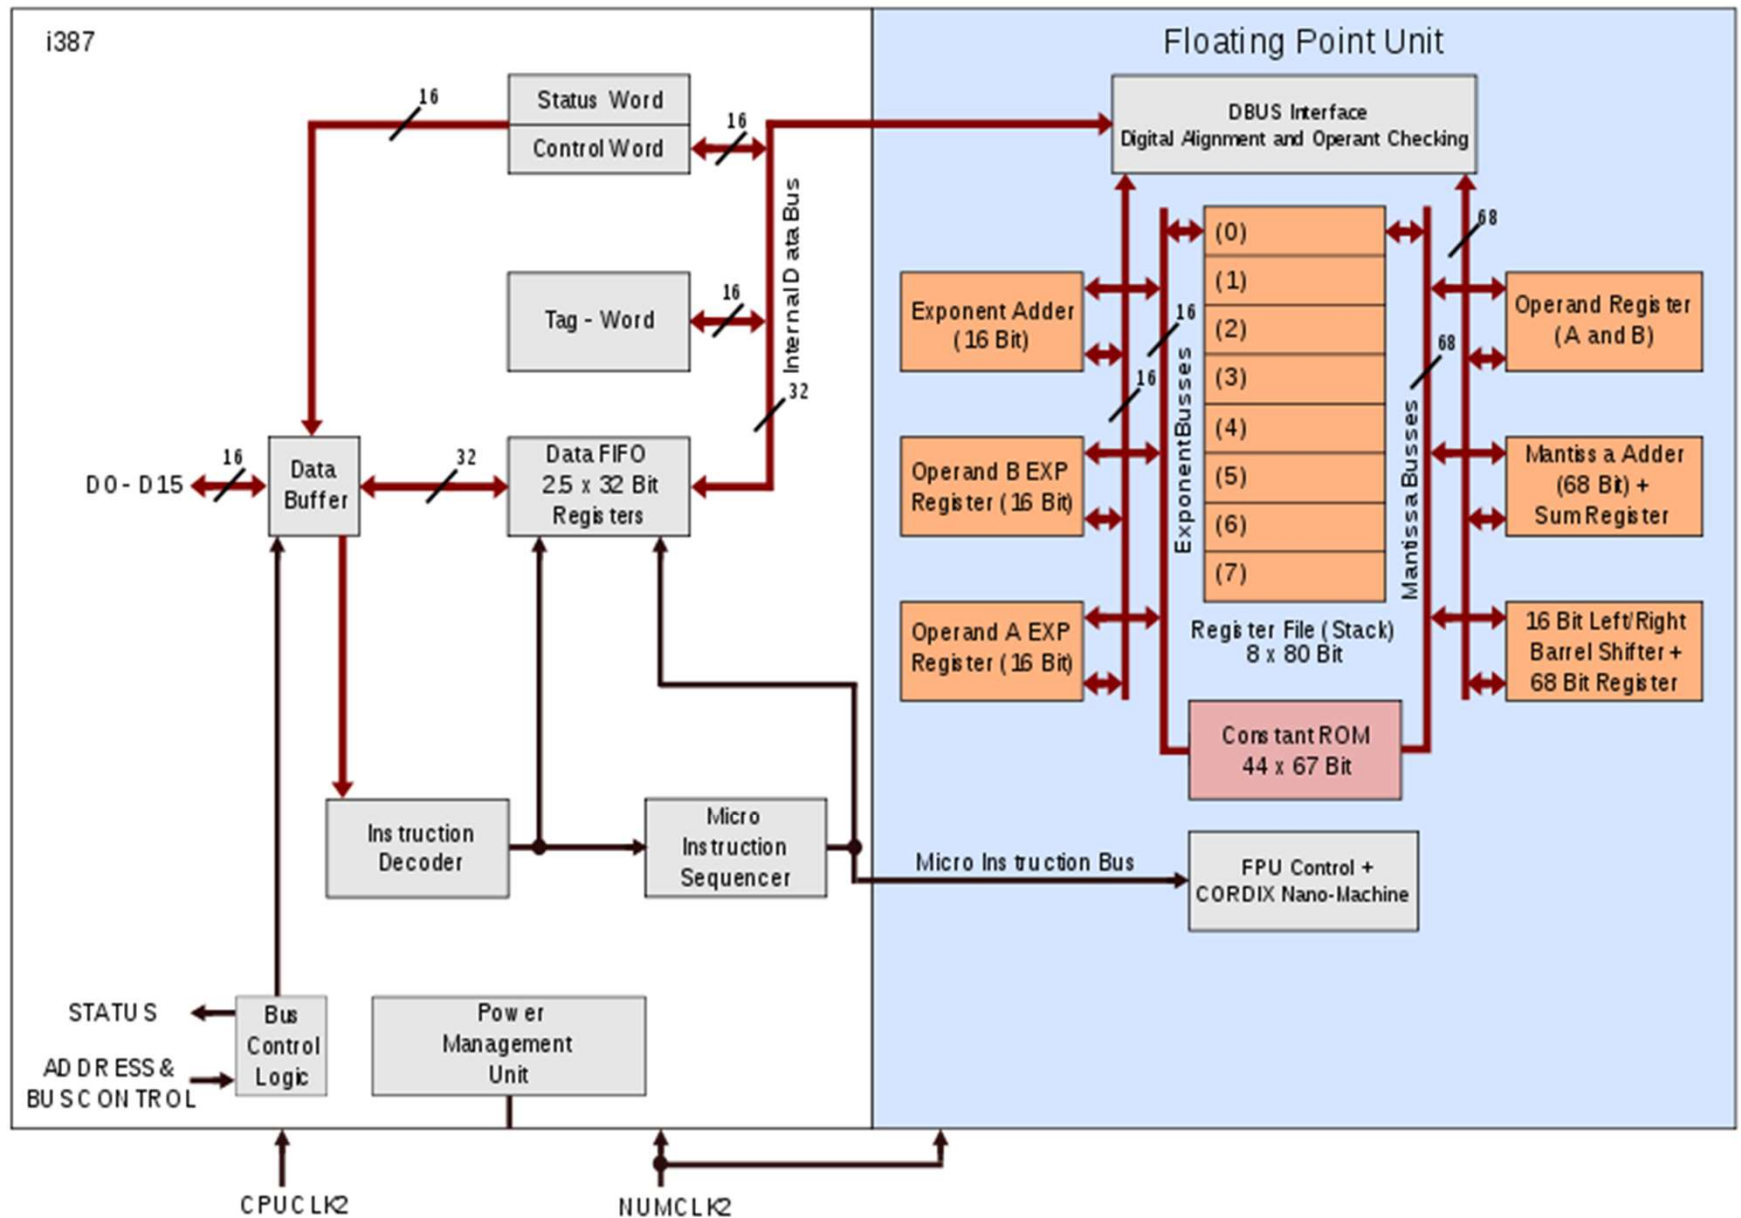 i387
Floating Point Unit
Status Word
Control Word
16
16
DBUS Interface
Digital Alignment and Operant Checking
Internal Data Bus
Tag - Word
16
32
D0 - D15
16
Data
Buffer
32
Data FIFO
2.5 x 32 Bit
Registers
Exponent Adder
(16 Bit)
Operand B EXP
Register (16 Bit)
Operand A EXP
Register (16 Bit)
16
16
Exponent Busses
(0)
(1)
(2)
(3)
(4)
(5)
(6)
(7)
Register File (Stack)
8 x 80 Bit
68
68
Mantissa Busses
Operand Register
(A and B)
Mantissa Adder
(68 Bit) +
Sum Register
16 Bit Left/Right
Barrel Shifter +
68 Bit Register
Constant ROM
44 x 67 Bit
Instruction
Decoder
Micro
Instruction
Sequencer
Micro Instruction Bus
FPU Control +
CORDIX Nano-Machine
STATUS
ADDRESS &
BUSCONTROL
Bus
Control
Logic
Power
Management
Unit
CPUCLK2
NUMCLK2